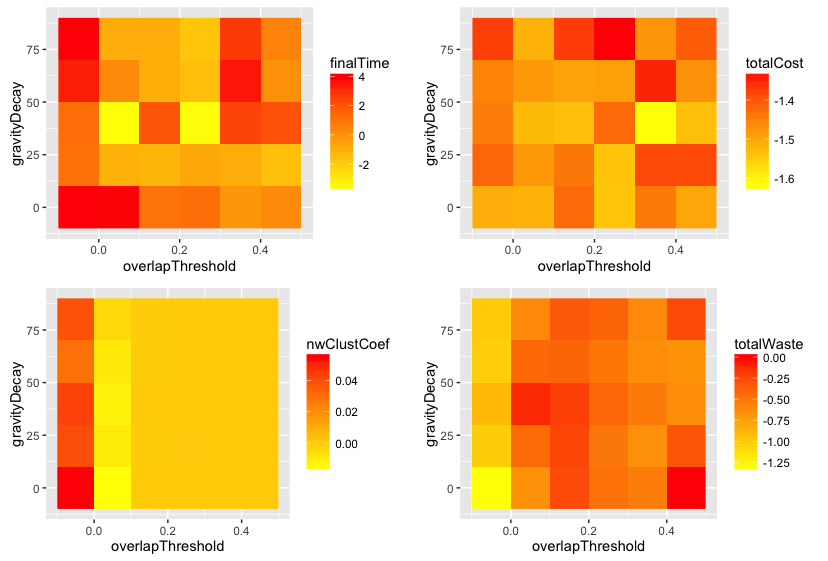 finalTime
4
2
0
-2
gravityDecay
75
50
25
0
0.0 0.2 0.4
overlapThreshold
totalCost
-1.4
-1.5
-1.6
gravityDecay
75
50
25
0
0.0 0.2 0.4
overlapThreshold
nwClustCoef
0.04
0.02
0.00
gravityDecay
75
50
25
0
0.0 0.2 0.4
overlapThreshold
totalWaste
0.00
-0.25
-0.50
-0.75
-1.00
-1.25
gravityDecay
75
50
25
0
0.0 0.2 0.4
overlapThreshold